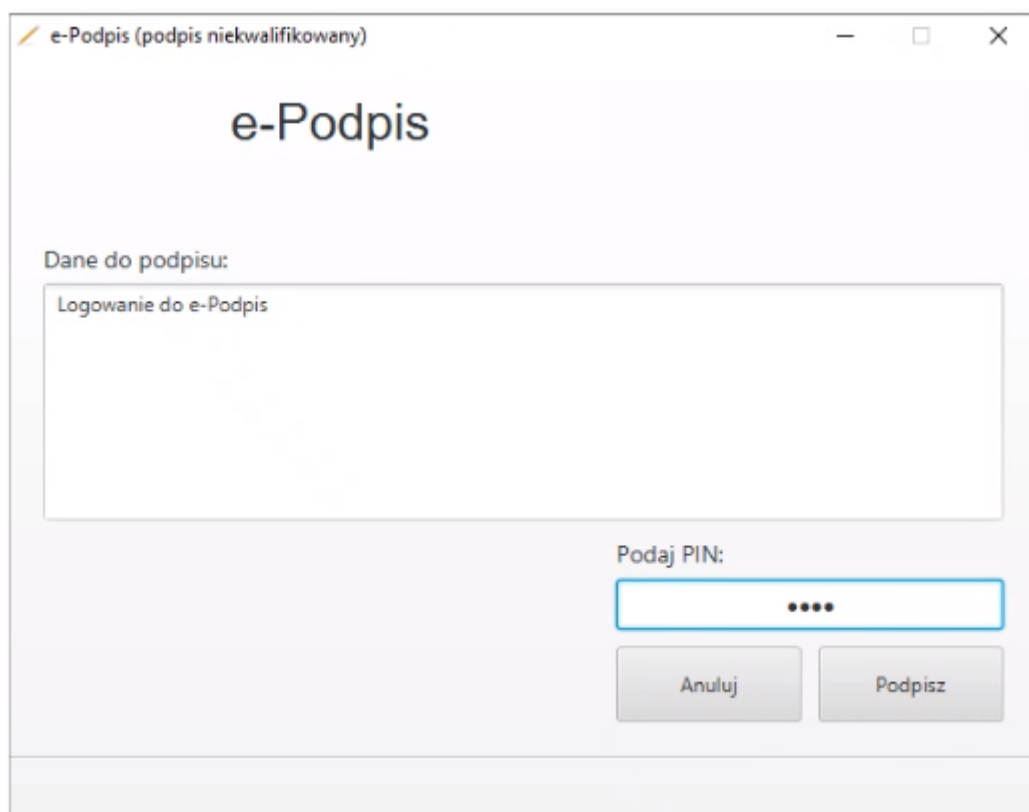 e-Podpis (podpis niekwalifikowany)
e-Podpis
Dane do podpisu:
Logowanie do e-Podpis
Podaj PIN:
••••
Anuluj Podpisz